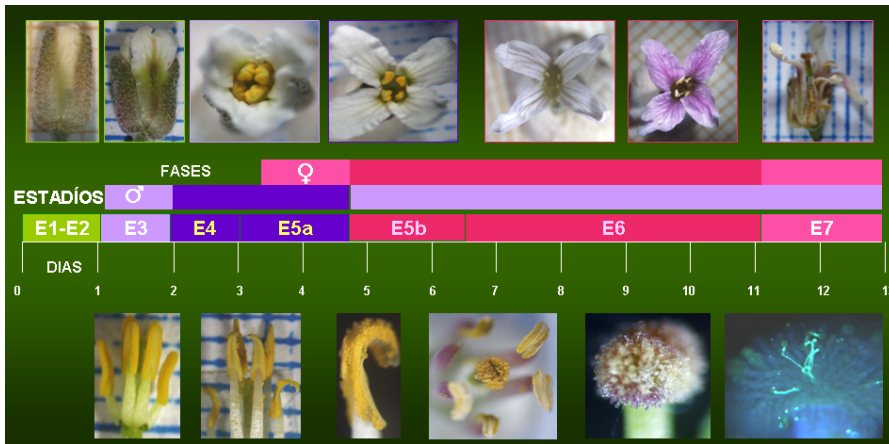 FASES ♀
ESTADÍOS ♂
E1-E2 E3 E4 E5a E5b E6 E7
DIAS
0 1 2 3 4 5 6 7 8 9 10 11 12